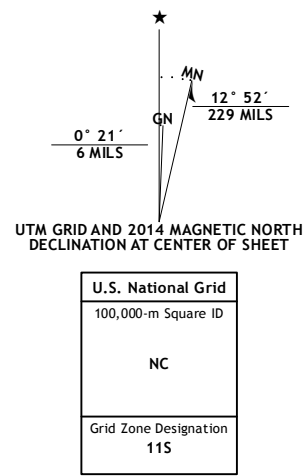 ★
MN
GN
12° 52´
229 MILS
0° 21´
6 MILS
UTM GRID AND 2014 MAGNETIC NORTH
DECLINATION AT CENTER OF SHEET
U.S. National Grid
100,000-m Square ID
NC
Grid Zone Designation
11S